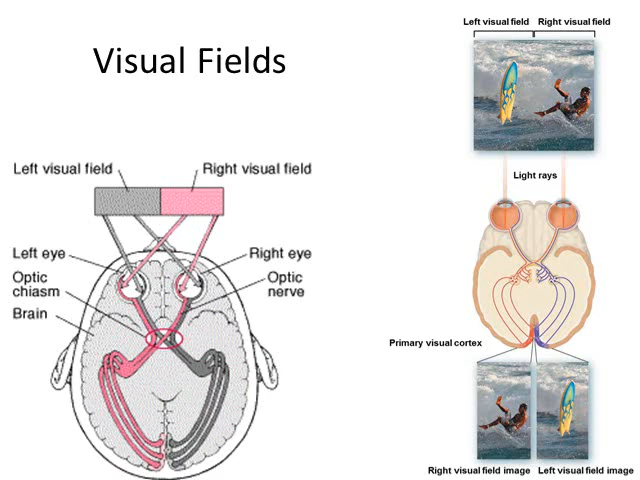 Visual Fields
Left visual field
Right visual field
Left eye
Right eye
Optic
chiasm
Optic
nerve
Brain
Left visual field
Right visual field
Light rays
Primary visual cortex
Right visual field image
Left visual field image